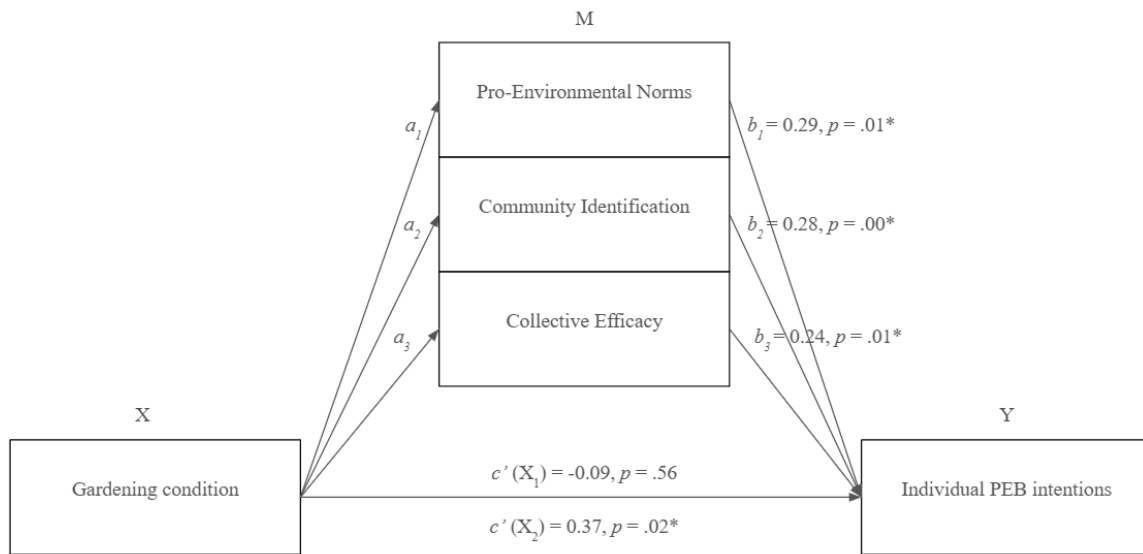 M
Pro-Environmental Norms
a1
b1 = 0.29, p = .01*
Community Identification
a2
b2 = 0.28, p = .00*
Collective Efficacy
a3
b3 = 0.24, p = .01*
X
Y
Gardening condition
c' (X1) = -0.09, p = .56
Individual PEB intentions
c' (X2) = 0.37, p = .02*